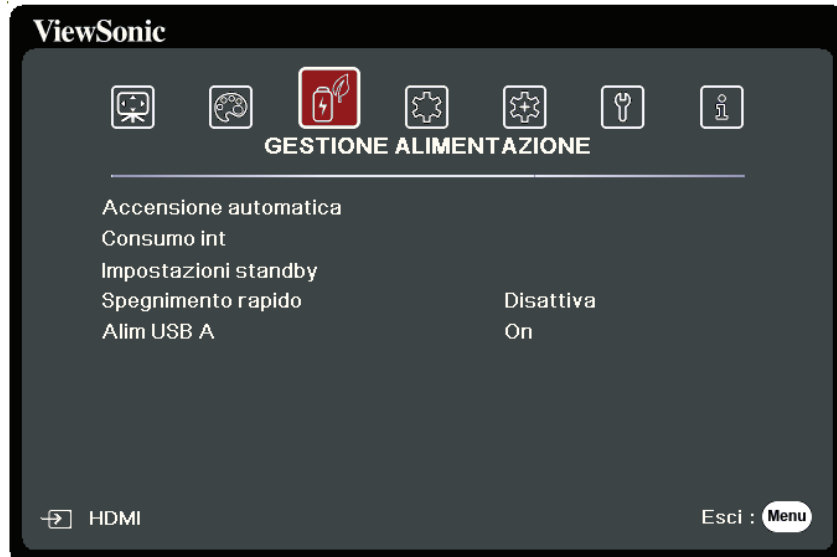 ViewSonic
GESTIONE ALIMENTAZIONE
Accensione automatica
Consumo int
Impostazioni standby
Spegnimento rapido Disattiva
Alim USB A On
HDMI Esci : Menu